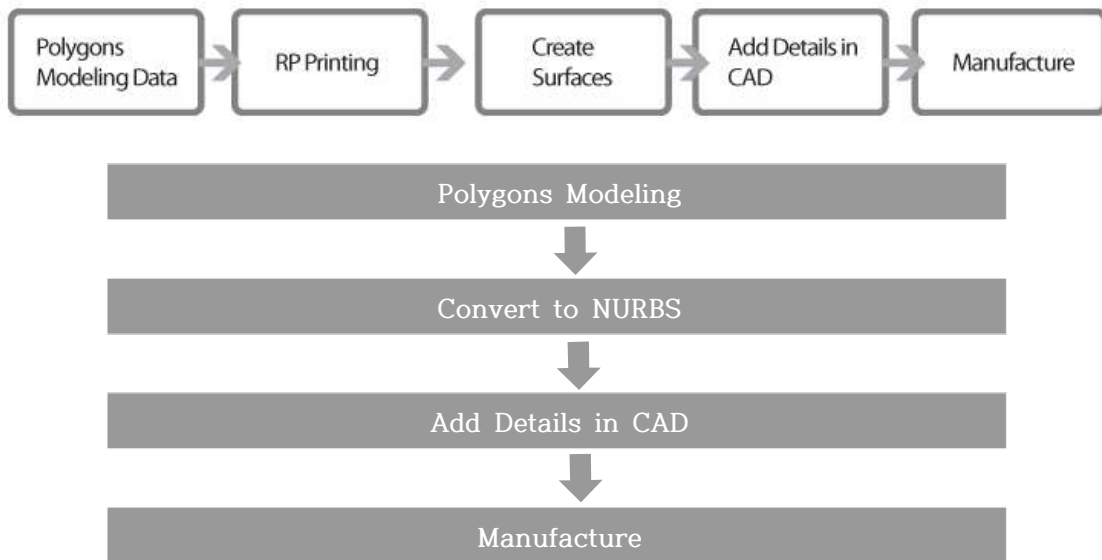 Polygons
Modeling Data
RP Printing
Create
Surfaces
Add Details in
CAD
Manufacture
Polygons Modeling
Convert to NURBS
Add Details in CAD
Manufacture